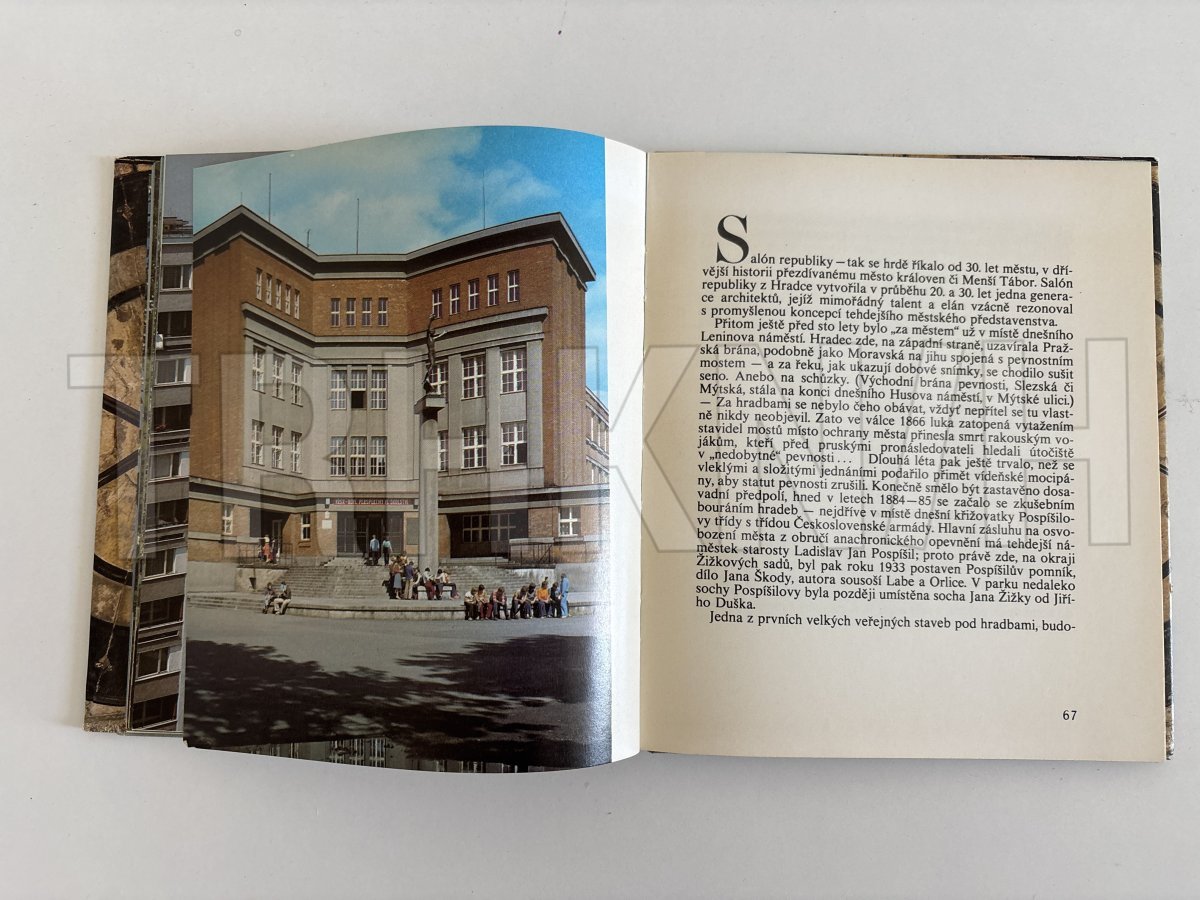 Salón republiky — tak se hrdě říkalo od 30. let městu, v dří-
vější historii přezdívanému město královen či Menší Tábor. Salón
republiky z Hradce vytvořila v průběhu 20. a 30. let jedna genera-
ce architektů, jejíž mimořádný talent a elán vzácně rezonoval
s promyšlenou koncepcí tehdejšího městského představenstva.
Přitom ještě před sto lety bylo „za městem" už v místě dnešního
Leninova náměstí. Hradec zde, na západní straně, uzavírala Praž-
ská brána, podobně jako Moravská na jihu spojená s pevnostním
mostem — a za řeku, jak ukazují dobové snímky, se chodilo sušit
seno. Anebo na schůzky. (Východní brána pevnosti, Slezská či
Mýtská, stála na konci dnešního Husova náměstí, v Mýtské ulici.)
— Za hradbami se nebylo čeho obávat, vždyť nepřítel se tu vlast-
ně nikdy neobjevil. Zato ve válce 1866 luka zatopená vytažením
stavidel mostů místo ochrany města přinesla smrt rakouským vo-
jákům, kteří před pruskými pronásledovateli hledali útočiště
v „nedobytné" pevnosti... Dlouhá léta pak ještě trvalo, než se
vleklými a složitými jednáními podařilo přimět vídeňské mocipá-
ny, aby statut pevnosti zrušili. Konečně smělo být zastavěno dosa-
vadní předpolí, hned v letech 1884—85 se začalo se zkušebním
bouráním hradeb, — nejdříve v místě dnešní křižovatky Pospíšilo-
vy třídy s třídou Československé armády. Hlavní zásluhu na osvo-
bození města z obručí anachronického opevnění má tehdejší ná-
městek starosty Ladislav Jan Pospíšil; proto právě zde, na okraji
Žižkových sadů, byl pak roku 1933 postaven Pospíšilův pomník,
dílo Jana Škody, autora sousoší Labe a Orlice. V parku nedaleko
sochy Pospíšilovy byla později umístěna socha Jana Žižky od Jiří-
ho Duška.
Jedna z prvních velkých veřejných staveb pod hradbami, budo-
67